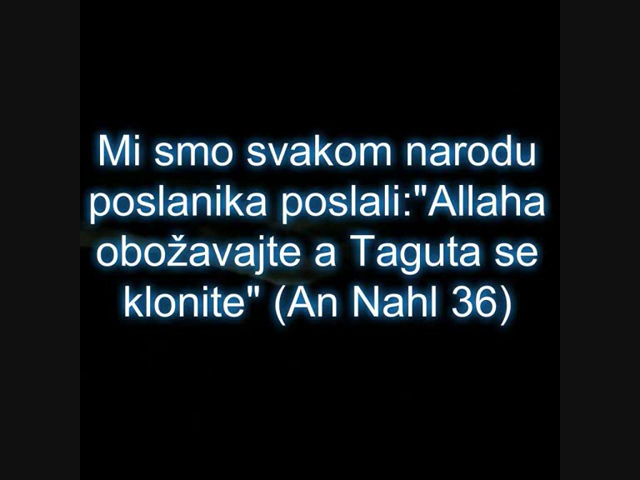 Mi smo svakom narodu
poslanika poslali:"Allaha
obožavajte a Taguta se
klonite" (An Nahl 36)